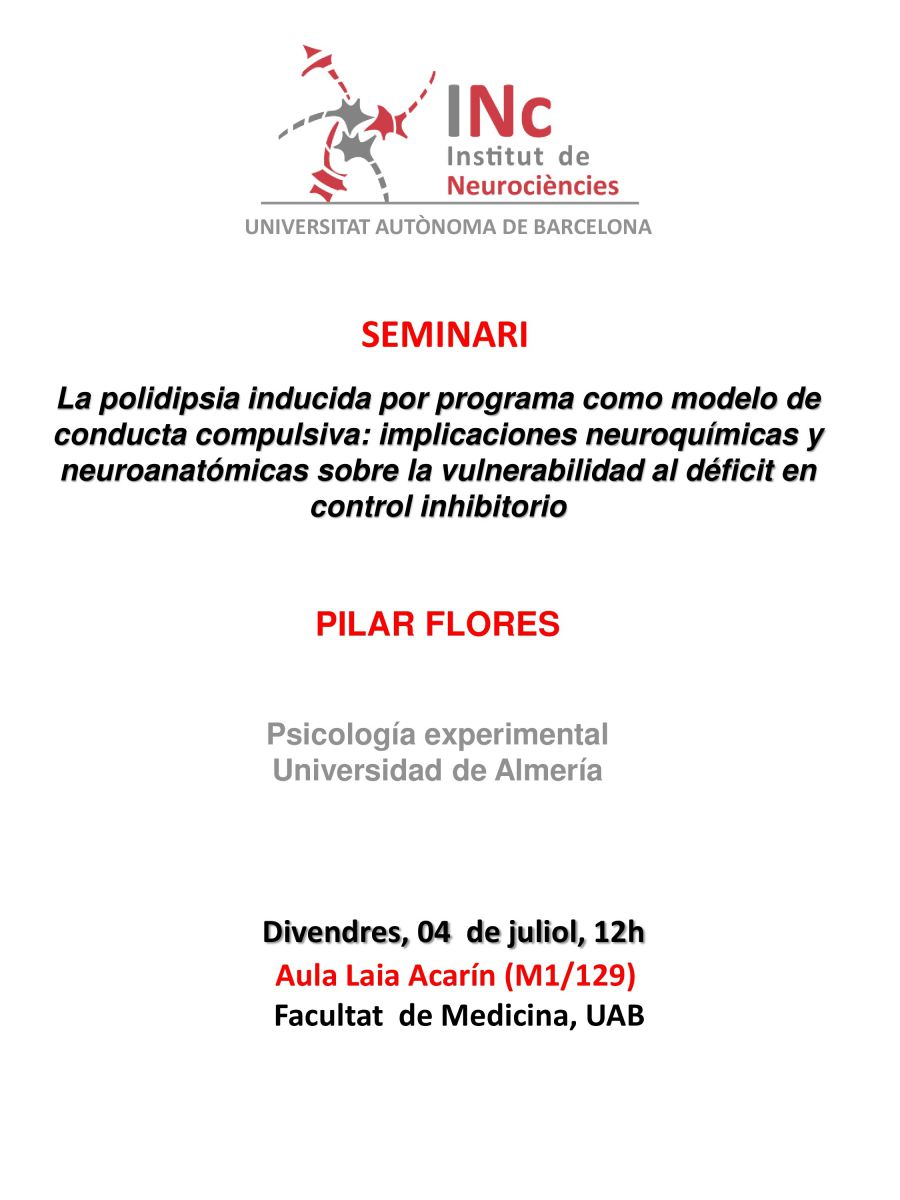 INc
Institut de
Neurociències
UNIVERSITAT AUTÒNOMA DE BARCELONA
SEMINARI
La polidipsia inducida por programa como modelo de
conducta compulsiva: implicaciones neuroquímicas y
neuroanatómicas sobre la vulnerabilidad al déficit en
control inhibitorio
PILAR FLORES
Psicología experimental
Universidad de Almería
Divendres, 04 de juliol, 12h
Aula Laia Acarín (M1/129)
Facultat de Medicina, UAB